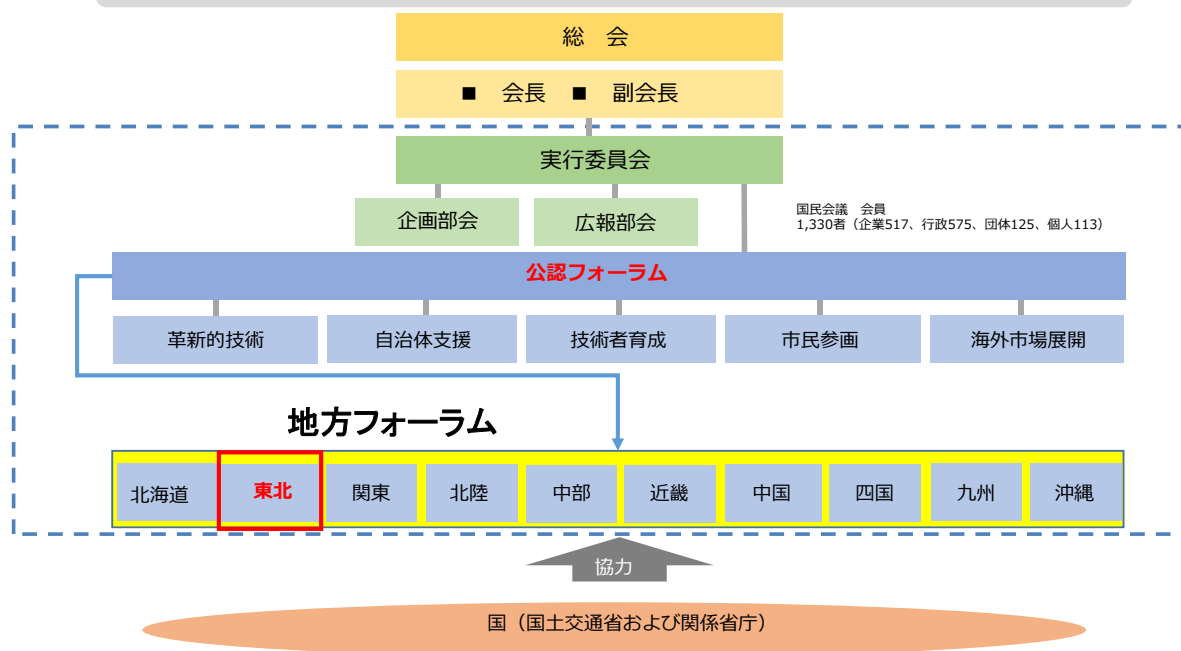 総　会
■　会長　■　副会長
実行委員会
企画部会
広報部会
国民会議　会員
1,330者（企業517、行政575、団体125、個人113）
公認フォーラム
革新的技術
自治体支援
技術者育成
市民参画
海外市場展開
地方フォーラム
北海道
東北
関東
北陸
中部
近畿
中国
四国
九州
沖縄
協力
国（国土交通省および関係省庁）